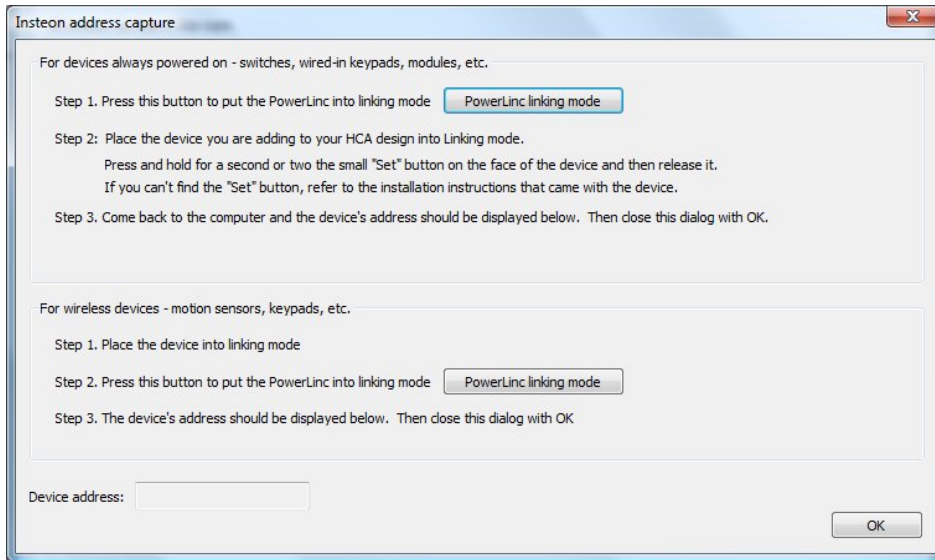 Insteon address capture
For devices always powered on - switches, wired-in keypads, modules, etc.
Step 1. Press this button to put the PowerLinc into linking mode PowerLinc linking mode
Step 2:  Place the device you are adding to your HCA design into Linking mode.
Press and hold for a second or two the small "Set" button on the face of the device and then release it.
If you can't find the "Set" button, refer to the installation instructions that came with the device.
Step 3. Come back to the computer and the device's address should be displayed below.  Then close this dialog with OK.
For wireless devices - motion sensors, keypads, etc.
Step 1. Place the device into linking mode
Step 2. Press this button to put the PowerLinc into linking mode PowerLinc linking mode
Step 3. The device's address should be displayed below.  Then close this dialog with OK
Device address:
OK